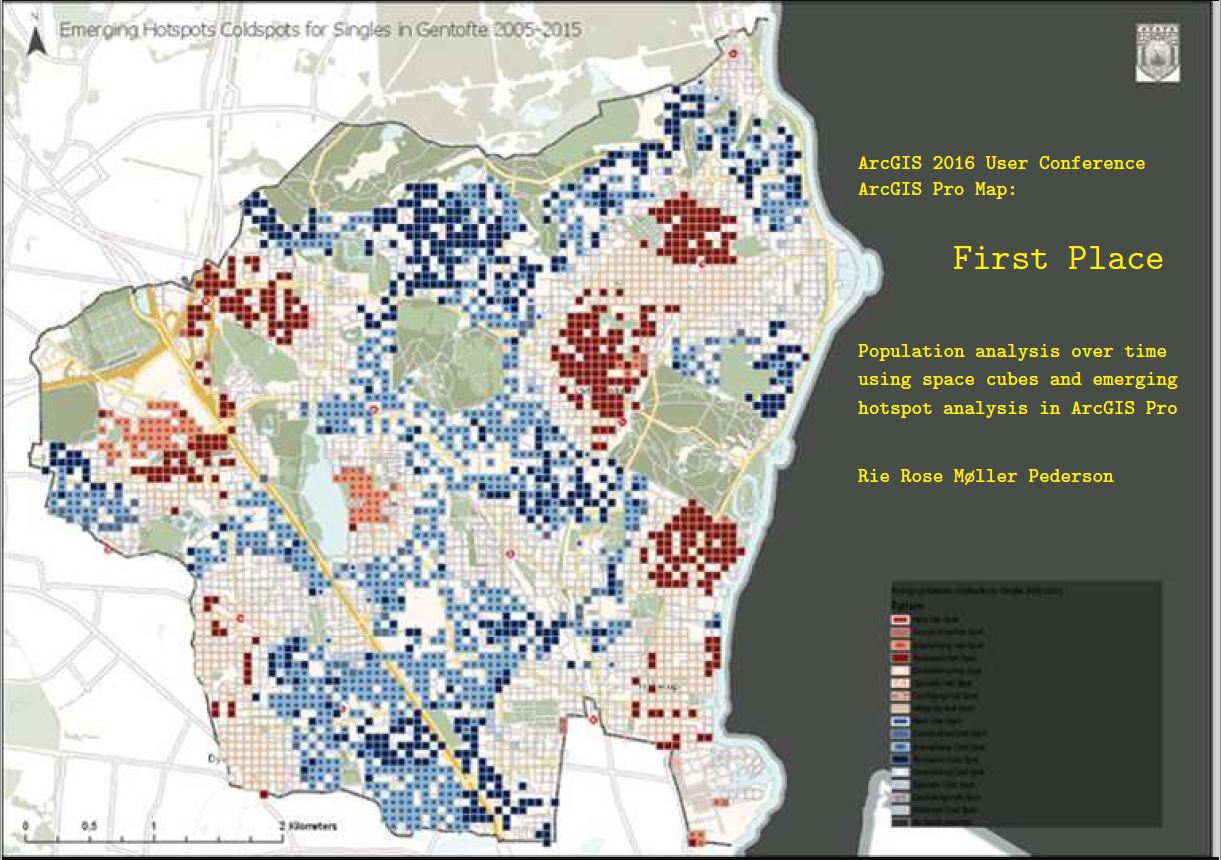 Emerging Hotspots Coldspots for Singles in Gentofte 2005-2015
N
ArcGIS 2016 User Conference
ArcGIS Pro Map:
First Place
Population analysis over time
using space cubes and emerging
hotspot analysis in ArcGIS Pro
Rie Rose Møller Pederson
Pattern
New Hot Spot
Consecutive Hot Spot
Intensifying Hot Spot
Persistent Hot Spot
Diminishing Hot Spot
Sporadic Hot Spot
Oscillating Hot Spot
Historical Hot Spot
New Cold Spot
Consecutive Cold Spot
Intensifying Cold Spot
Persistent Cold Spot
Diminishing Cold Spot
Sporadic Cold Spot
Oscillating Cold Spot
Historical Cold Spot
0 0,5 1 2 Kilometers